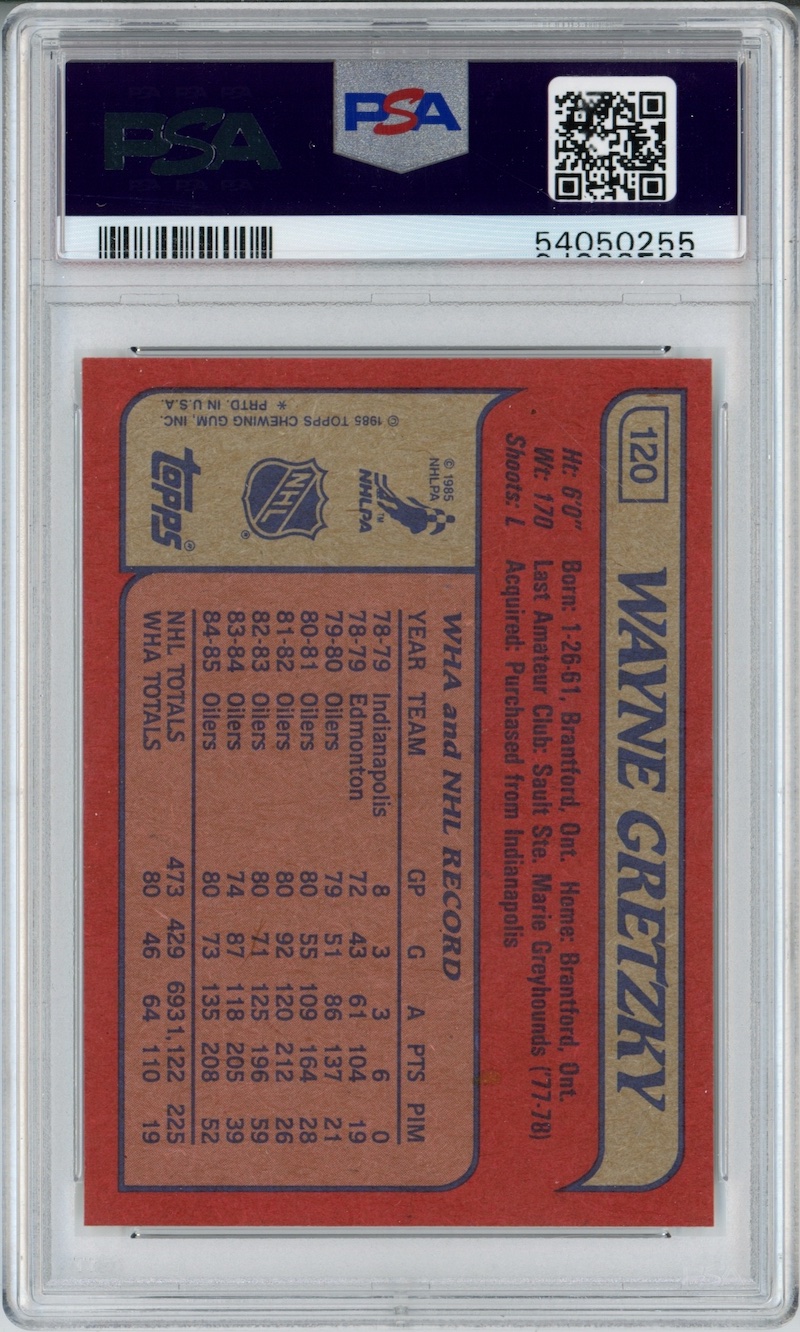 PSA
PSA
54050255
120
WAYNE GRETZKY
Ht: 6'0" Born: 1-26-61, Brantford, Ont. Home: Brantford, Ont.
Wt: 170 Last Amateur Club: Sault Ste. Marie Greyhounds ('77-78)
Shoots: L Acquired: Purchased from Indianapolis
© 1985
NHLPA
NHLPA™
NHL®
topps®
© 1985 TOPPS CHEWING GUM, INC.
* PRTD. IN U.S.A.
WHA and NHL RECORD
YEAR TEAM GP G A PTS PIM
78-79 Indianapolis 8 3 3 6 0
78-79 Edmonton 72 43 61 104 19
79-80 Oilers 79 51 86 137 21
80-81 Oilers 80 55 109 164 28
81-82 Oilers 80 92 120 212 26
82-83 Oilers 80 71 125 196 59
83-84 Oilers 74 87 118 205 39
84-85 Oilers 80 73 135 208 52
NHL TOTALS 473 429 693 1,122 225
WHA TOTALS 80 46 64 110 19